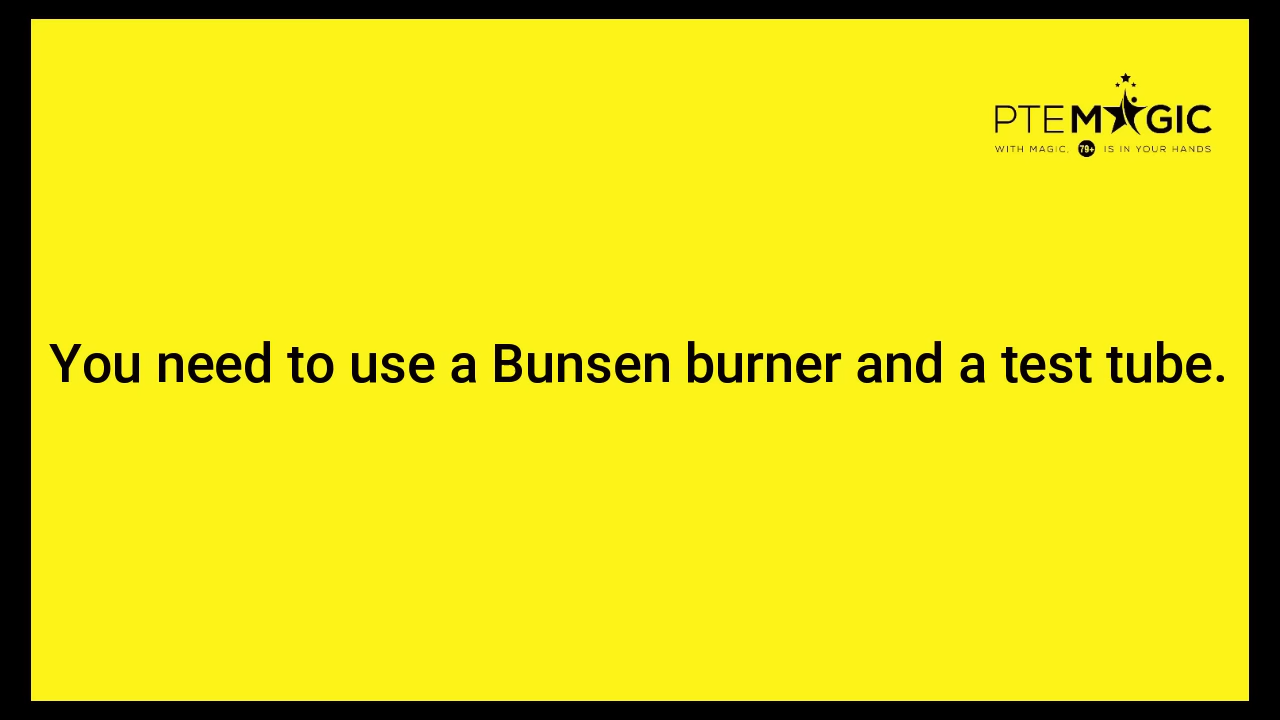 PTEMAGIC
WITH MAGIC, 79+ IS IN YOUR HANDS
You need to use a Bunsen burner and a test tube.